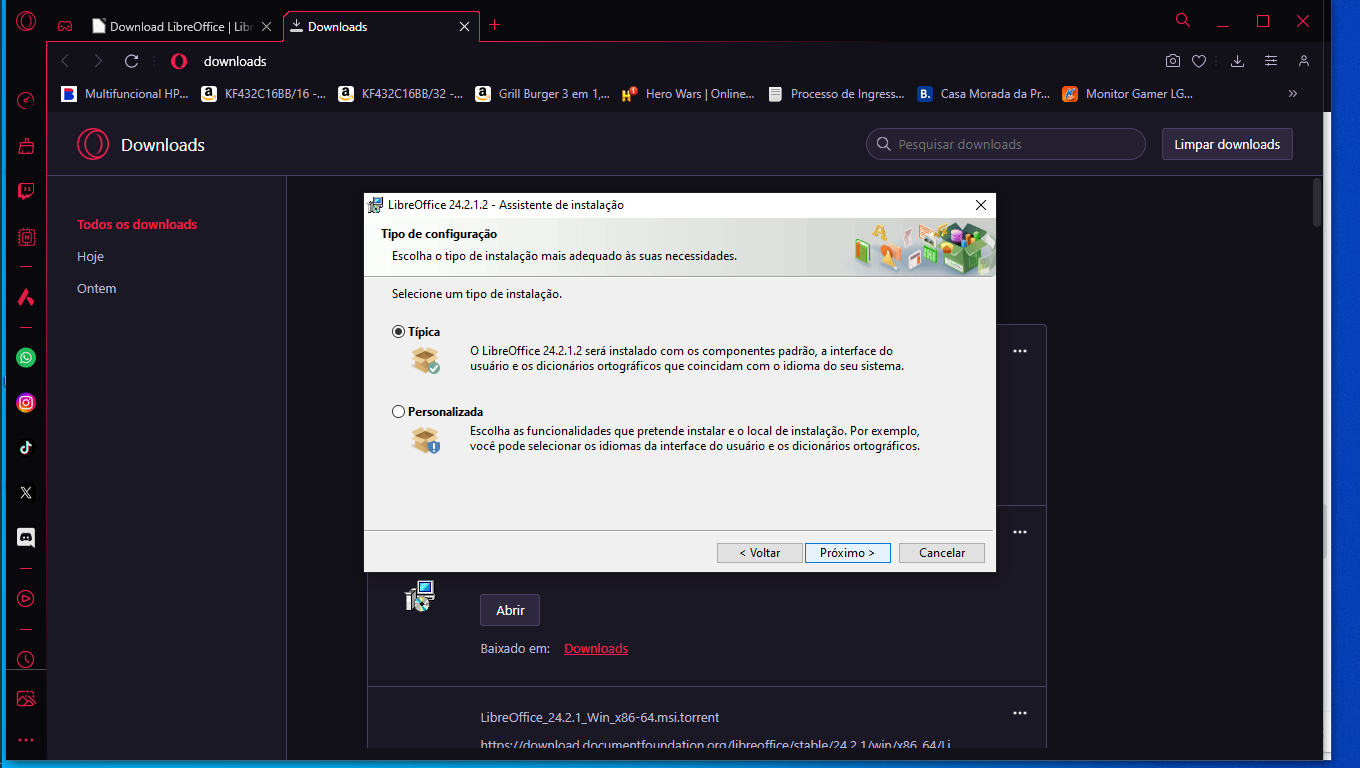 Download LibreOffice | Libr
Downloads
downloads
Multifuncional HP...
KF432C16BB/16 -...
KF432C16BB/32 -...
Grill Burger 3 em 1,...
Hero Wars | Online...
Processo de Ingress...
Casa Morada da Pr...
Monitor Gamer LG...
Downloads
Pesquisar downloads
Limpar downloads
Todos os downloads
Hoje
Ontem
LibreOffice 24.2.1.2 - Assistente de instalação
Tipo de configuração
Escolha o tipo de instalação mais adequado às suas necessidades.
Selecione um tipo de instalação.
Típica
O LibreOffice 24.2.1.2 será instalado com os componentes padrão, a interface do
usuário e os dicionários ortográficos que coincidam com o idioma do seu sistema.
Personalizada
Escolha as funcionalidades que pretende instalar e o local de instalação. Por exemplo,
você pode selecionar os idiomas da interface do usuário e os dicionários ortográficos.
< Voltar
Próximo >
Cancelar
Abrir
Baixado em: Downloads
LibreOffice_24.2.1_Win_x86-64.msi.torrent
https://download.documentfoundation.org/libreoffice/stable/24.2.1/win/x86_64/Li